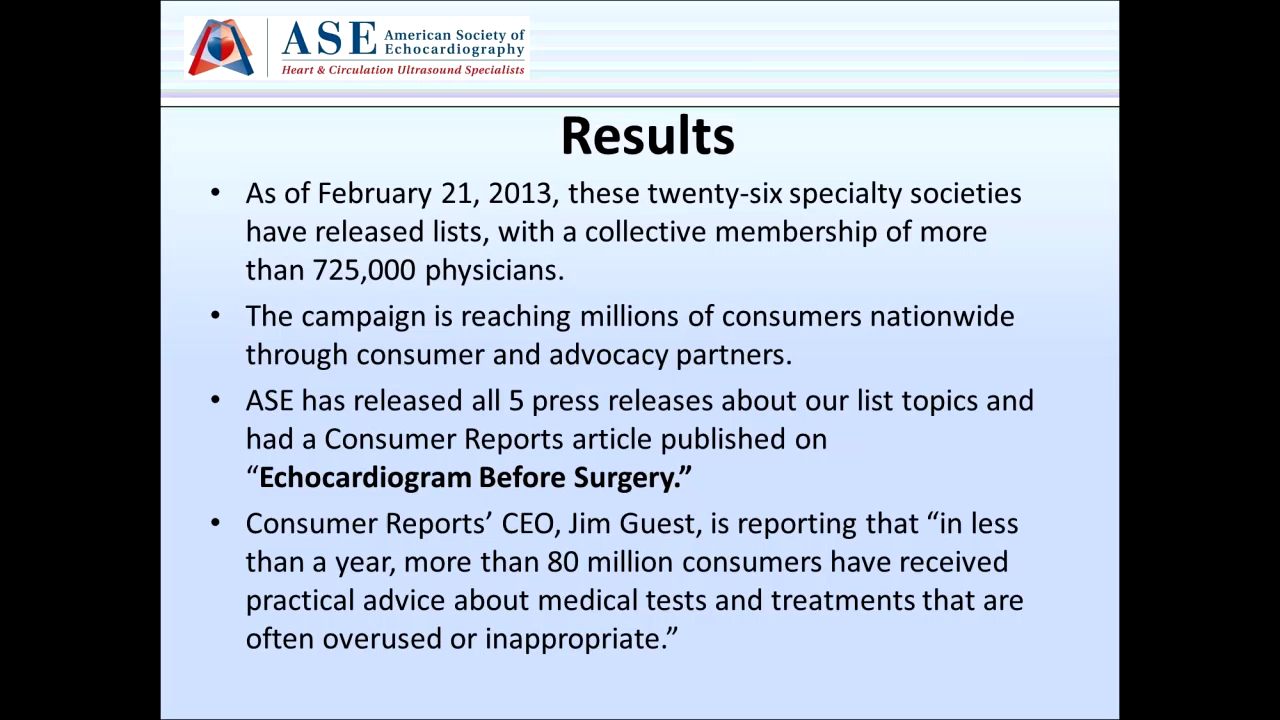 ASE American Society of
Echocardiography
Heart & Circulation Ultrasound Specialists
Results
• As of February 21, 2013, these twenty-six specialty societies
have released lists, with a collective membership of more
than 725,000 physicians.
• The campaign is reaching millions of consumers nationwide
through consumer and advocacy partners.
• ASE has released all 5 press releases about our list topics and
had a Consumer Reports article published on
“Echocardiogram Before Surgery.”
• Consumer Reports’ CEO, Jim Guest, is reporting that “in less
than a year, more than 80 million consumers have received
practical advice about medical tests and treatments that are
often overused or inappropriate.”